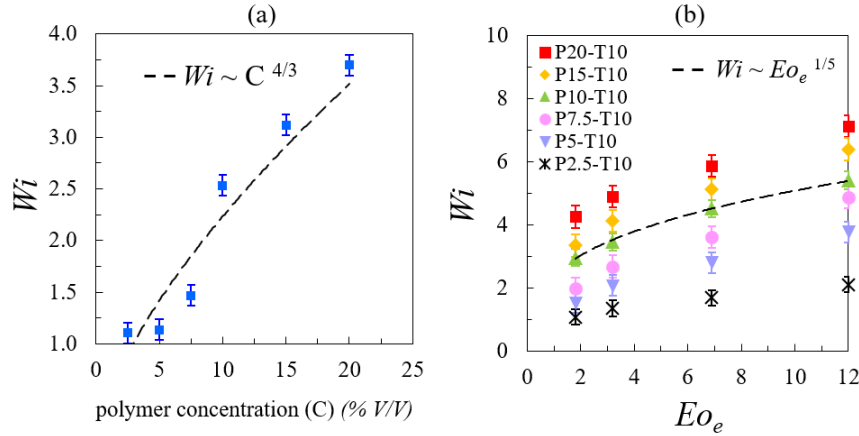 (a)
4.0
3.5
3.0
2.5
2.0
1.5
1.0
Wi
Wi ~ C 4/3
0 5 10 15 20 25
polymer concentration (C) (% V/V)
(b)
10
8
6
4
2
0
Wi
P20-T10
P15-T10
P10-T10
P7.5-T10
P5-T10
P2.5-T10
Wi ~ Eoe 1/5
0 2 4 6 8 10 12
Eoe